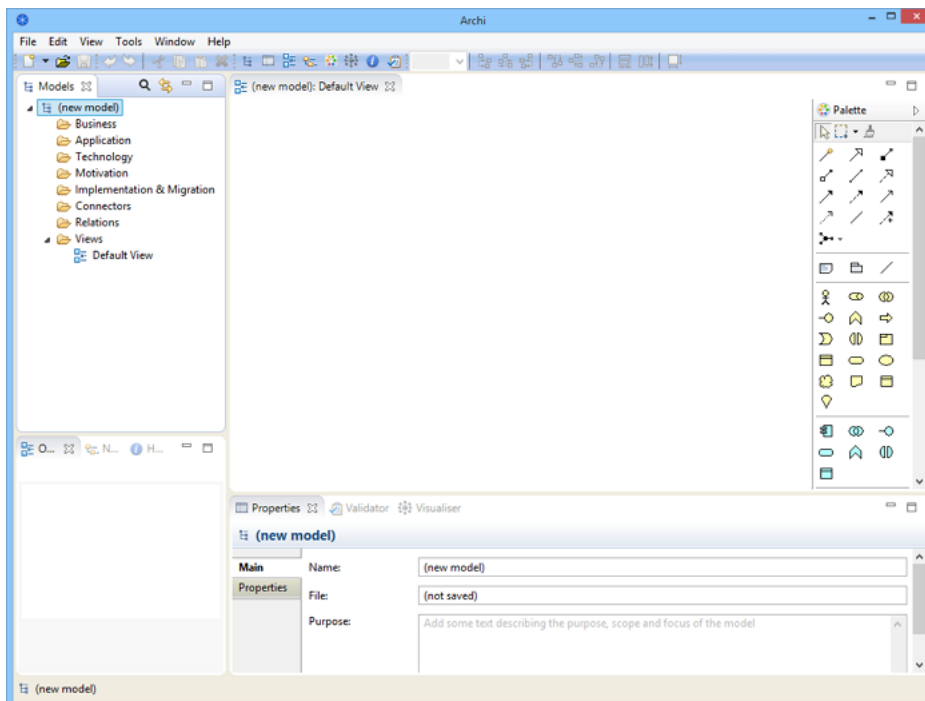 Archi
File Edit View Tools Window Help
Models
(new model)
Business
Application
Technology
Motivation
Implementation & Migration
Connectors
Relations
Views
Default View
(new model): Default View
Palette
O... N... H...
Properties Validator Visualiser
(new model)
Main
Properties
Name: (new model)
File: (not saved)
Purpose: Add some text describing the purpose, scope and focus of the model
(new model)